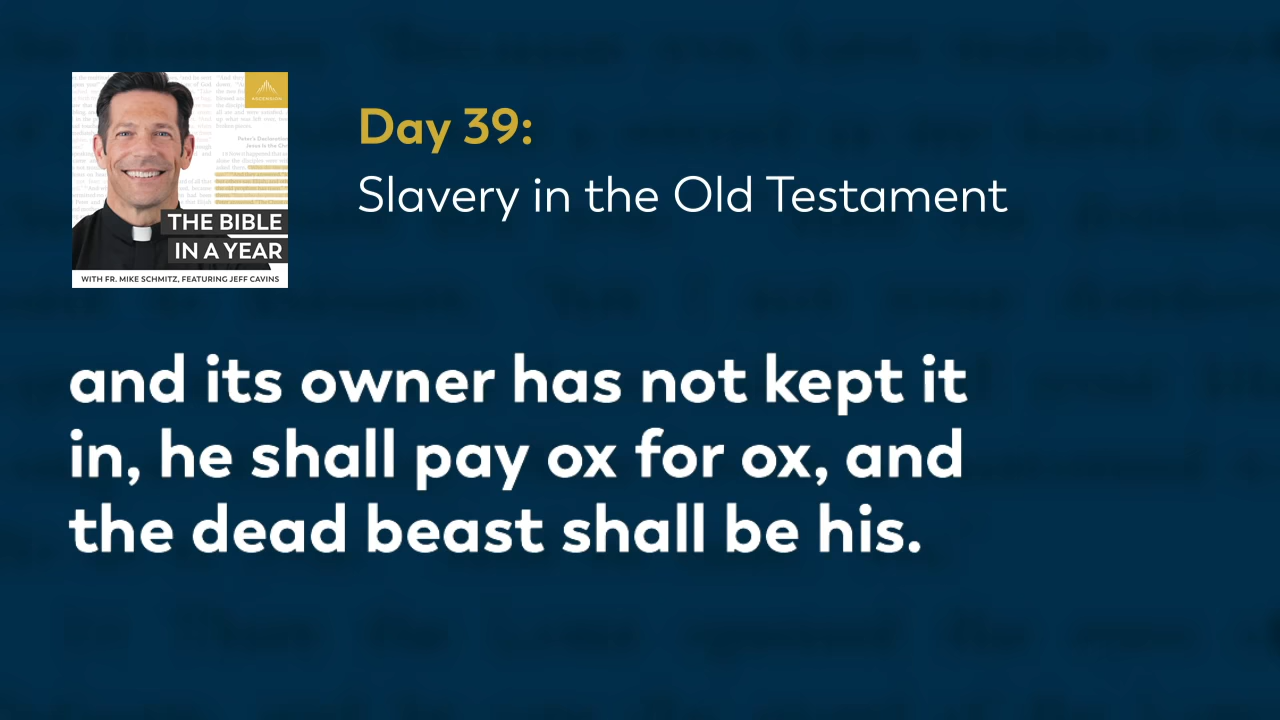 ASCENSION
THE BIBLE
IN A YEAR
WITH FR. MIKE SCHMITZ, FEATURING JEFF CAVINS
Day 39:
Slavery in the Old Testament
and its owner has not kept it
in, he shall pay ox for ox, and
the dead beast shall be his.